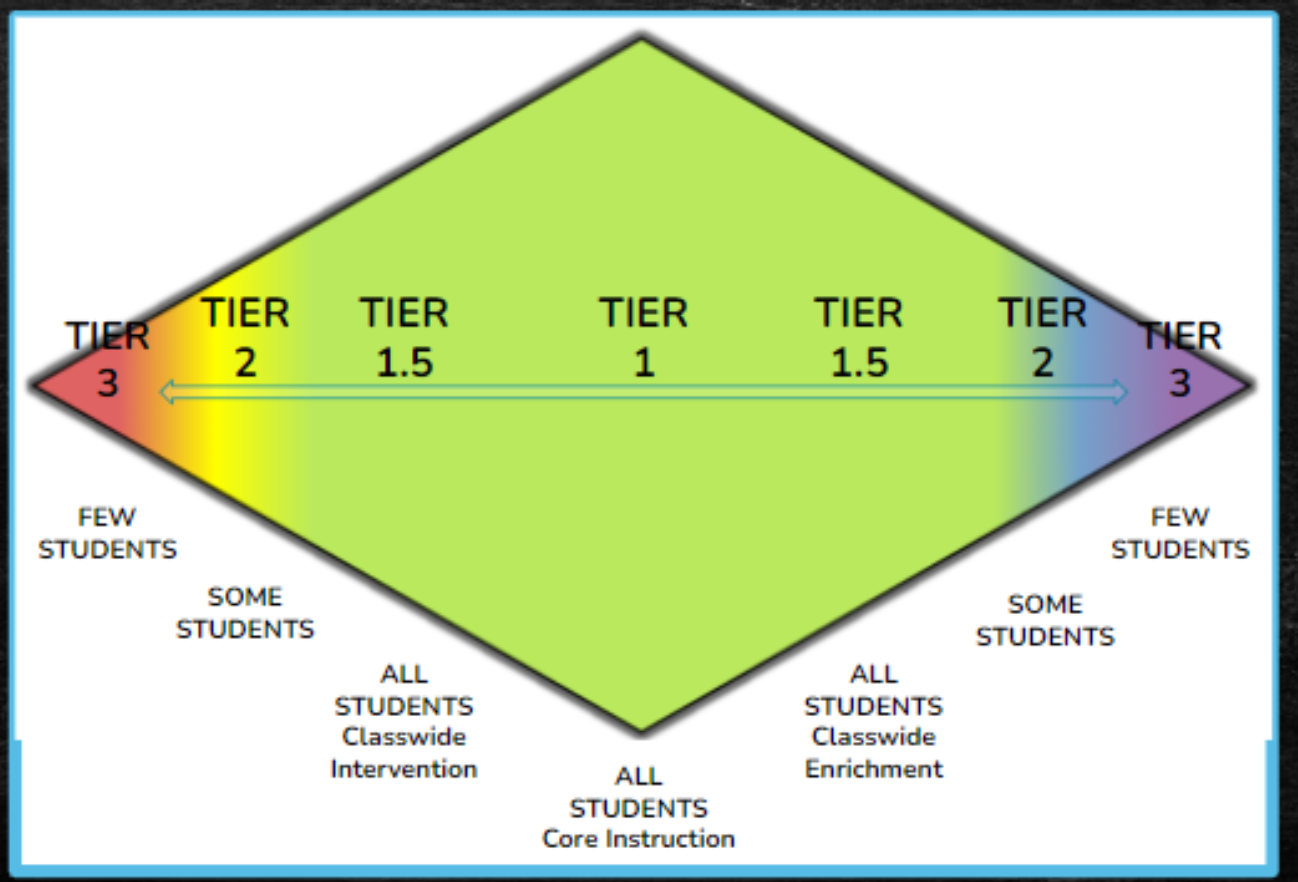 TIER
3
TIER
2
TIER
1.5
TIER
1
TIER
1.5
TIER
2
TIER
3
FEW
STUDENTS
SOME
STUDENTS
ALL
STUDENTS
Classwide
Intervention
ALL
STUDENTS
Core Instruction
ALL
STUDENTS
Classwide
Enrichment
SOME
STUDENTS
FEW
STUDENTS